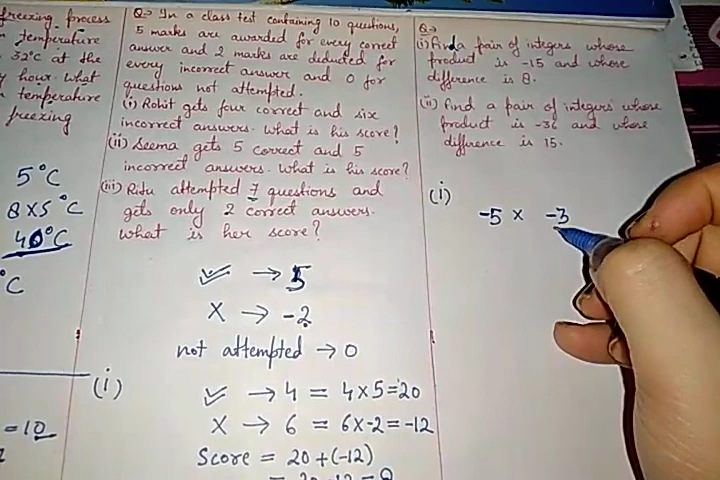 freezing process
temperature
32°C at the
hour. What
temperature
freezing
5°C
8x5°C
40°C
°C
= 10
Q→ In a class test containing 10 questions,
5 marks are awarded for every correct
answer and 2 marks are deducted for
every incorrect answer and 0 for
questions not attempted.
(i) Rohit gets four correct and six
incorrect answers. What is his score?
(ii) Seema gets 5 correct and 5
incorrect answers. What is his score?
(iii) Ritu attempted 7 questions and
gets only 2 correct answers.
What is her score?
✓ → 5
X → -2
not attempted → 0
(i)
✓ → 4 = 4x5=20
X → 6 = 6x-2=-12
Score = 20+(-12)
= 20-12 = 8
Q→
(i) Find a pair of integers whose
product is -15 and whose
difference is 8.
(ii) Find a pair of integers whose
product is -36 and whose
difference is 15.
(i)
-5 x -3